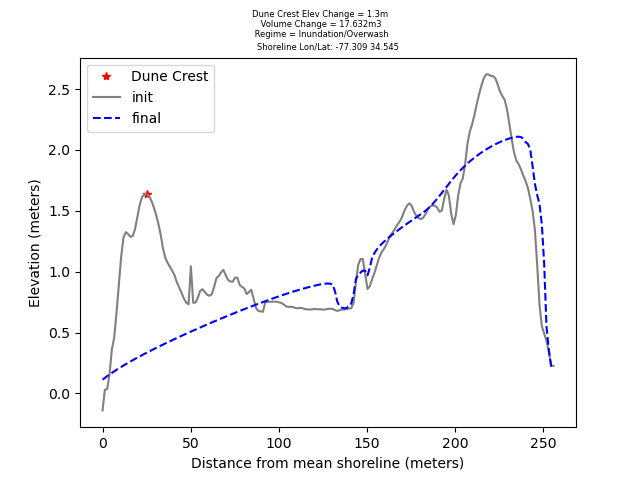 Dune Crest Elev Change = 1.3m
Volume Change = 17.632m3
Regime = Inundation/Overwash
Shoreline Lon/Lat: -77.309 34.545
Dune Crest
init
final
2.5
2.0
1.5
1.0
0.5
0.0
Elevation (meters)
0 50 100 150 200 250
Distance from mean shoreline (meters)